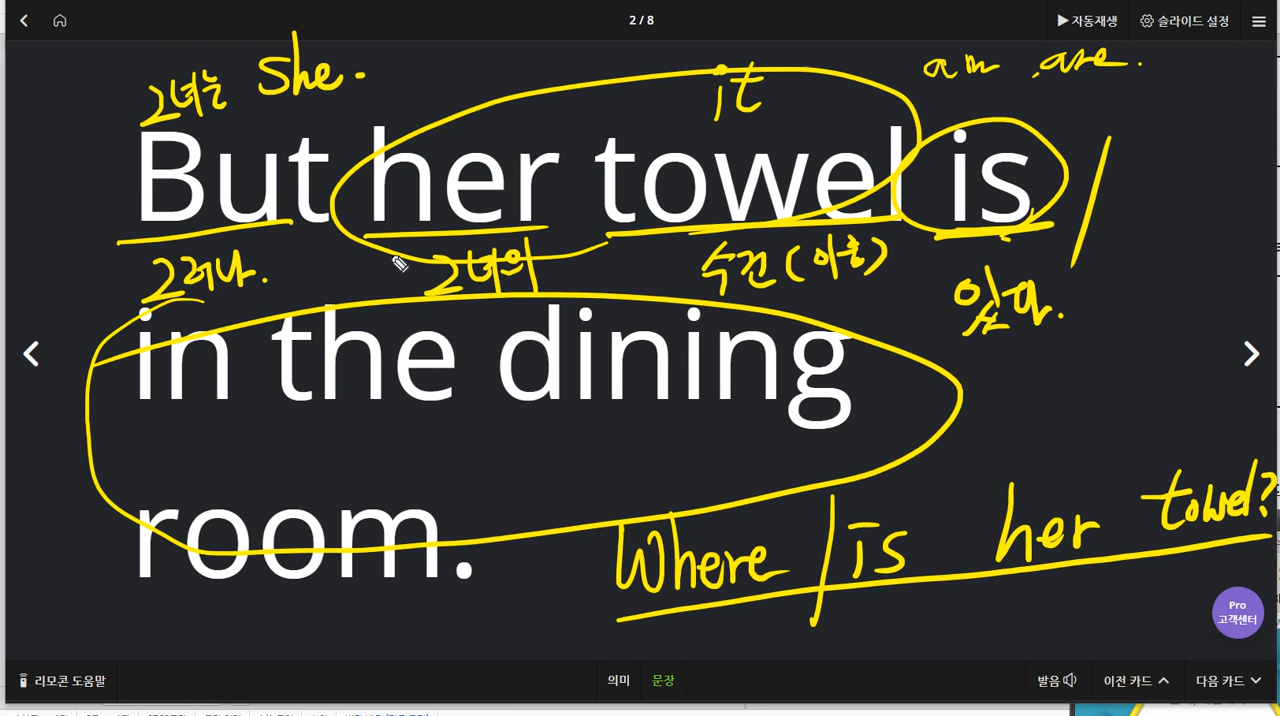 2 / 8
자동재생
슬라이드 설정
그녀는 She.
it
am are.
But her towel is
그러나.
그녀의
수건(이름)
있다.
in the dining
room.
Where / is her towel?
Pro
고객센터
리모콘 도움말
의미
문장
발음
이전 카드
다음 카드